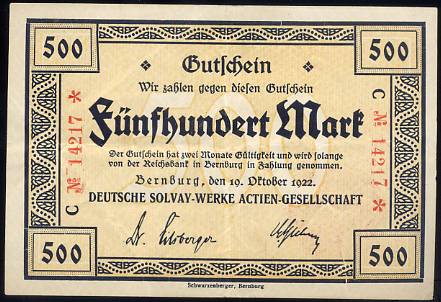 500
500
Gutschein
Wir zahlen gegen diesen Gutschein
Fünfhundert Mark
Der Gutschein hat zwei Monate Gültigkeit und wird solange
von der Reichsbank in Bernburg in Zahlung genommen.
Bernburg, den 19. Oktober 1922.
DEUTSCHE SOLVAY-WERKE ACTIEN-GESELLSCHAFT
C № 14217 *
C № 14217 *
Dr.
500
500
Schwarzenberger, Bernburg